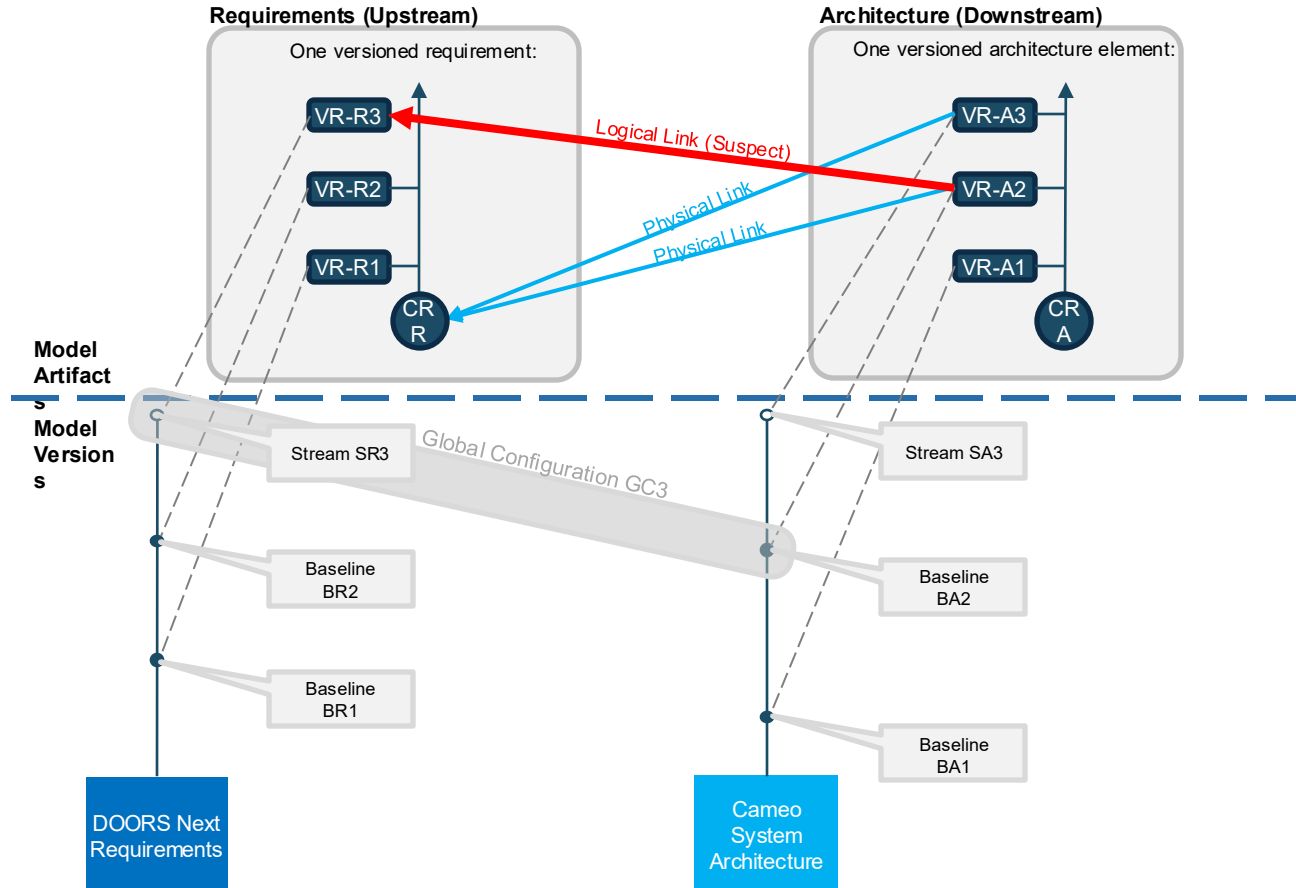 Requirements (Upstream)
Architecture (Downstream)
One versioned requirement:
One versioned architecture element:
VR-R3
VR-A3
Logical Link (Suspect)
VR-R2
VR-A2
Physical Link
Physical Link
VR-R1
VR-A1
CR
R
CR
A
Model
Artifact
s
Model
Version
s
Stream SR3
Global Configuration GC3
Stream SA3
Baseline
BR2
Baseline
BA2
Baseline
BR1
Baseline
BA1
DOORS Next
Requirements
Cameo
System
Architecture